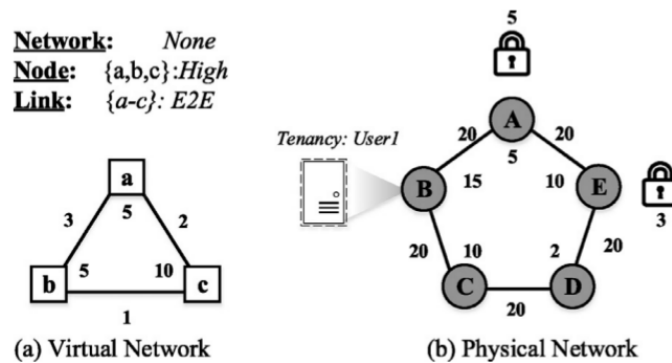 Network: None
Node: {a,b,c}:High
Link: {a-c}: E2E
a
5
3
2
5
10
b
c
1
(a) Virtual Network
5
Tenancy: User1
A
20
20
5
B
15
10
E
3
20
10
2
20
C
D
20
(b) Physical Network